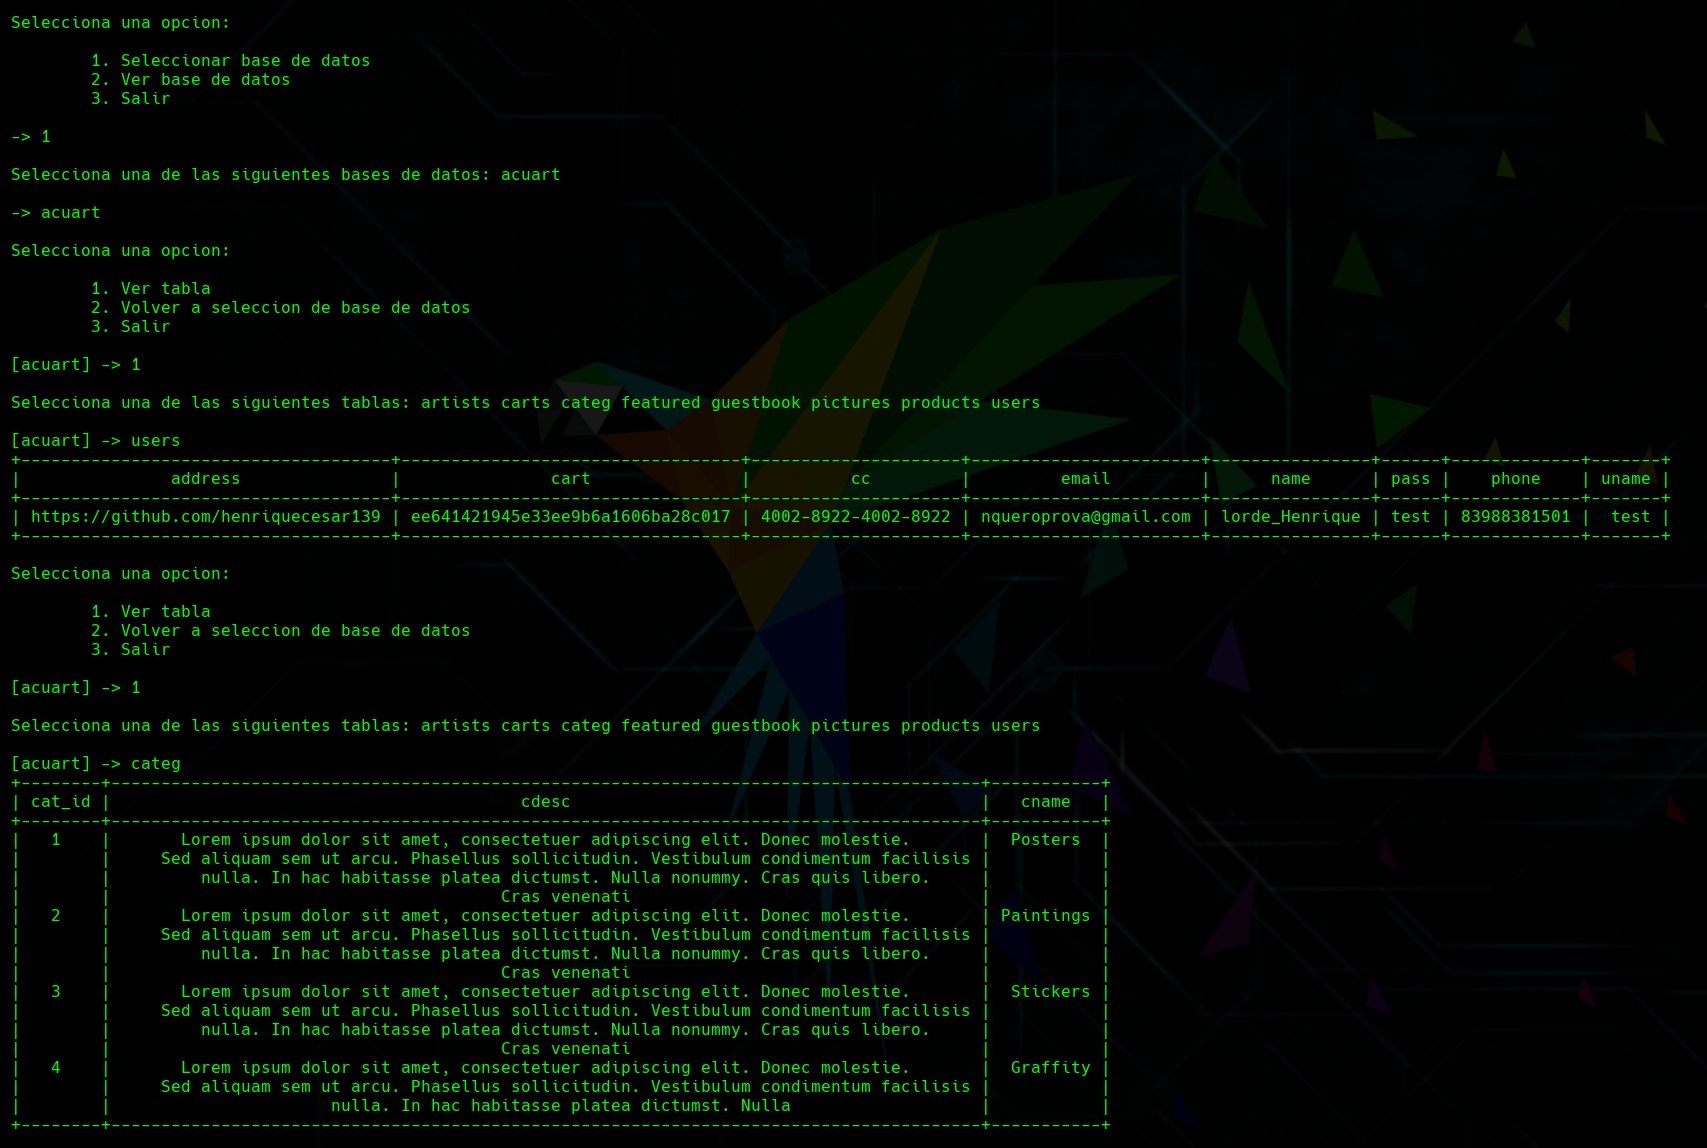 Selecciona una opcion:
1. Seleccionar base de datos
2. Ver base de datos
3. Salir
-> 1
Selecciona una de las siguientes bases de datos: acuart
-> acuart
Selecciona una opcion:
1. Ver tabla
2. Volver a seleccion de base de datos
3. Salir
[acuart] -> 1
Selecciona una de las siguientes tablas: artists carts categ featured guestbook pictures products users
[acuart] -> users
+-------------------------------------+----------------------------------+---------------------+-----------------------+----------------+------+-------------+-------+
| address | cart | cc | email | name | pass | phone | uname |
+-------------------------------------+----------------------------------+---------------------+-----------------------+----------------+------+-------------+-------+
| https://github.com/henriquecesar139 | ee641421945e33ee9b6a1606ba28c017 | 4002-8922-4002-8922 | nqueroprova@gmail.com | lorde_Henrique | test | 83988381501 | test |
+-------------------------------------+----------------------------------+---------------------+-----------------------+----------------+------+-------------+-------+
Selecciona una opcion:
1. Ver tabla
2. Volver a seleccion de base de datos
3. Salir
[acuart] -> 1
Selecciona una de las siguientes tablas: artists carts categ featured guestbook pictures products users
[acuart] -> categ
+--------+---------------------------------------------------------------------------------------+-----------+
| cat_id | cdesc | cname |
+--------+---------------------------------------------------------------------------------------+-----------+
| 1 | Lorem ipsum dolor sit amet, consectetuer adipiscing elit. Donec molestie. | Posters |
| | Sed aliquam sem ut arcu. Phasellus sollicitudin. Vestibulum condimentum facilisis | |
| | nulla. In hac habitasse platea dictumst. Nulla nonummy. Cras quis libero. | |
| | Cras venenati | |
| 2 | Lorem ipsum dolor sit amet, consectetuer adipiscing elit. Donec molestie. | Paintings |
| | Sed aliquam sem ut arcu. Phasellus sollicitudin. Vestibulum condimentum facilisis | |
| | nulla. In hac habitasse platea dictumst. Nulla nonummy. Cras quis libero. | |
| | Cras venenati | |
| 3 | Lorem ipsum dolor sit amet, consectetuer adipiscing elit. Donec molestie. | Stickers |
| | Sed aliquam sem ut arcu. Phasellus sollicitudin. Vestibulum condimentum facilisis | |
| | nulla. In hac habitasse platea dictumst. Nulla nonummy. Cras quis libero. | |
| | Cras venenati | |
| 4 | Lorem ipsum dolor sit amet, consectetuer adipiscing elit. Donec molestie. | Graffity |
| | Sed aliquam sem ut arcu. Phasellus sollicitudin. Vestibulum condimentum facilisis | |
| | nulla. In hac habitasse platea dictumst. Nulla | |
+--------+---------------------------------------------------------------------------------------+-----------+